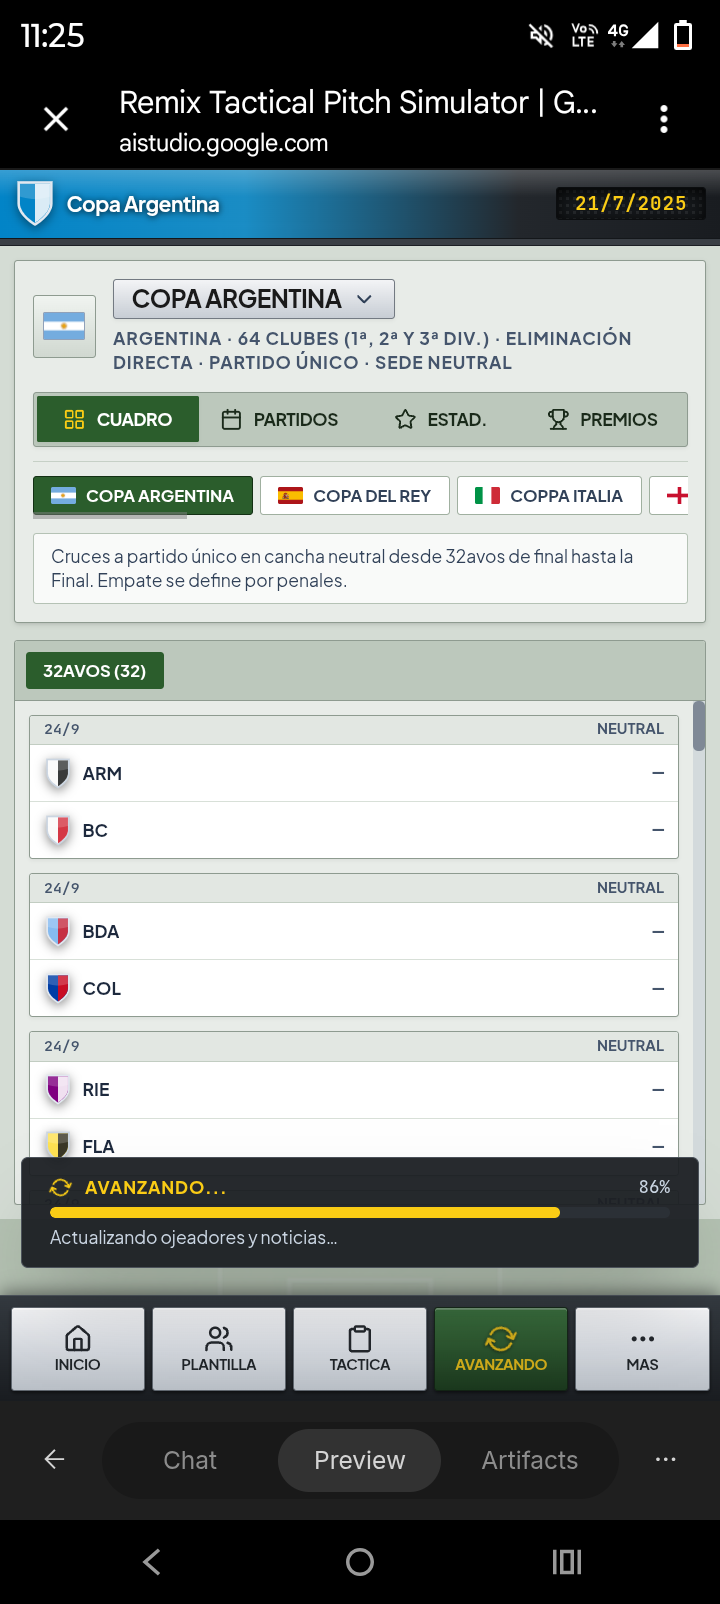 11:25
Vo LTE
4G
Remix Tactical Pitch Simulator | G...
aistudio.google.com
Copa Argentina
21/7/2025
COPA ARGENTINA
ARGENTINA · 64 CLUBES (1ª, 2ª Y 3ª DIV.) · ELIMINACIÓN
DIRECTA · PARTIDO ÚNICO · SEDE NEUTRAL
CUADRO
PARTIDOS
ESTAD.
PREMIOS
COPA ARGENTINA
COPA DEL REY
COPPA ITALIA
Cruces a partido único en cancha neutral desde 32avos de final hasta la
Final. Empate se define por penales.
32AVOS (32)
24/9 NEUTRAL
ARM –
BC –
24/9 NEUTRAL
BDA –
COL –
24/9 NEUTRAL
RIE –
FLA –
AVANZANDO... 86%
Actualizando ojeadores y noticias...
INICIO
PLANTILLA
TACTICA
AVANZANDO
MAS
Chat
Preview
Artifacts